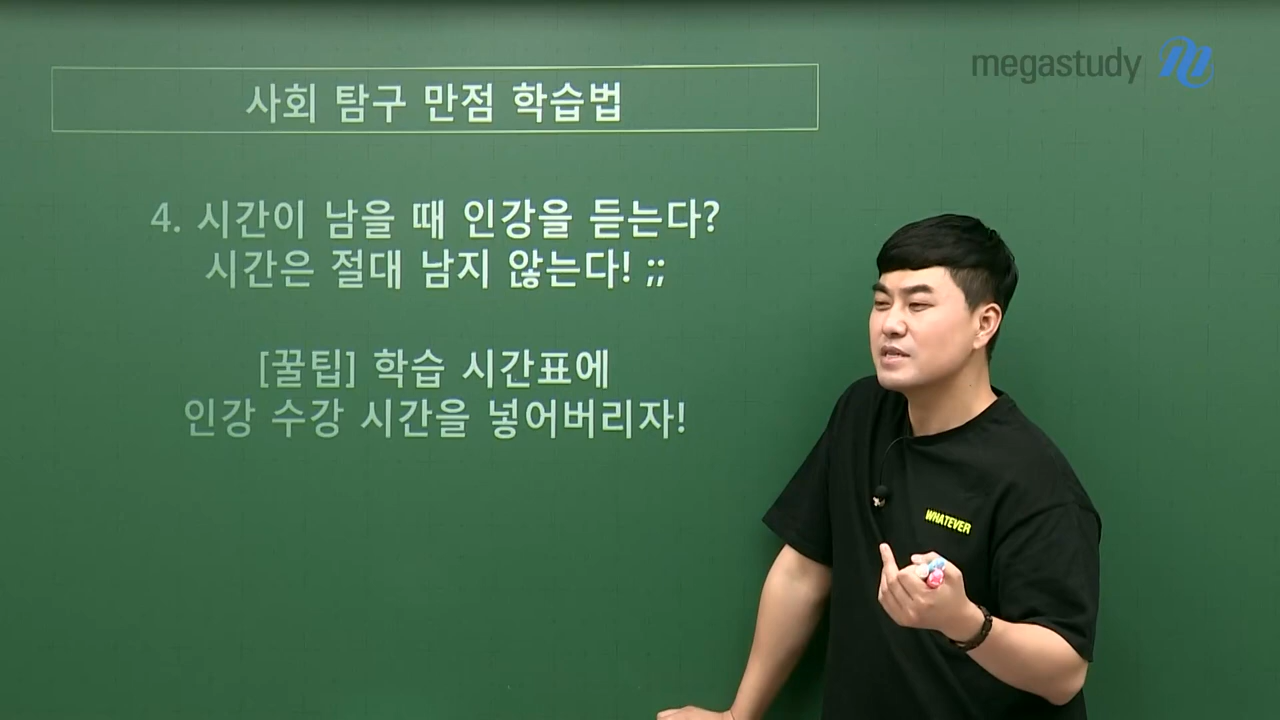 megastudy
사회 탐구 만점 학습법
4. 시간이 남을 때 인강을 듣는다?
시간은 절대 남지 않는다! ;;
[꿀팁] 학습 시간표에
인강 수강 시간을 넣어버리자!
WHATEVER